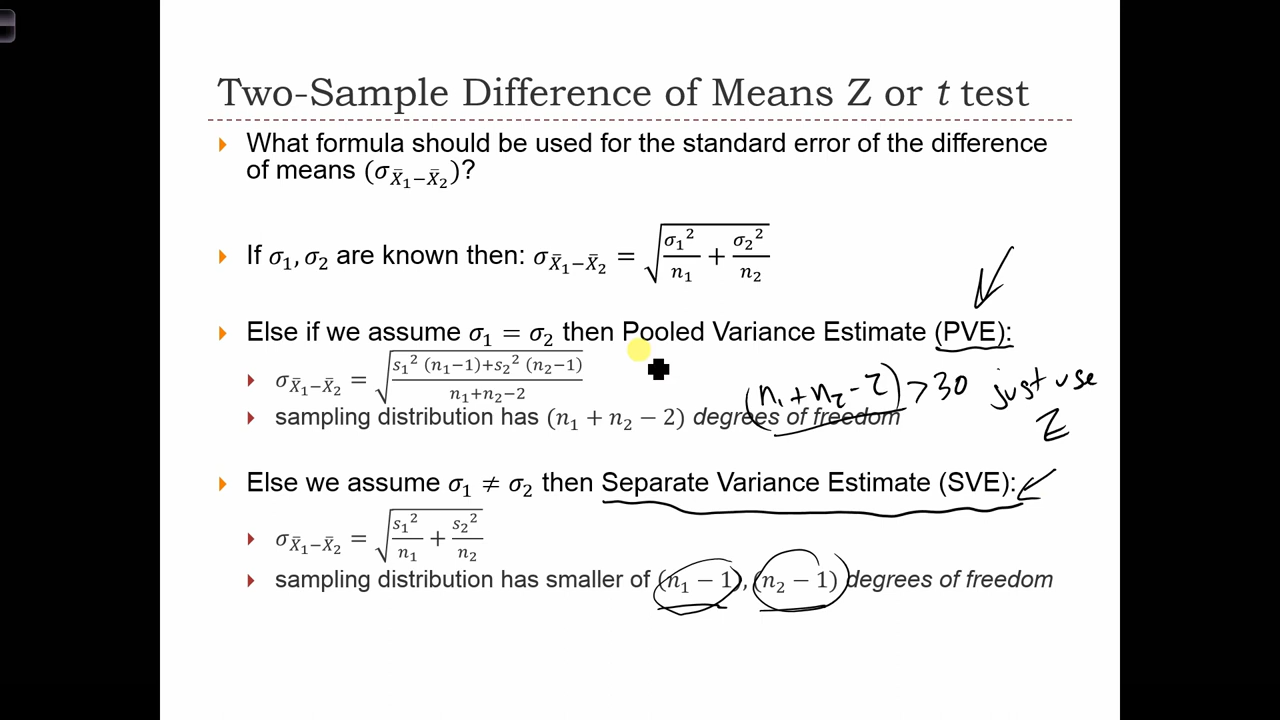 Two-Sample Difference of Means Z or t test
What formula should be used for the standard error of the difference
of means (σ_{X̄₁−X̄₂})?
If σ₁, σ₂ are known then: σ_{X̄₁−X̄₂} = √(σ₁²/n₁ + σ₂²/n₂)
Else if we assume σ₁ = σ₂ then Pooled Variance Estimate (PVE):
σ_{X̄₁−X̄₂} = √((s₁² (n₁−1)+s₂² (n₂−1))/(n₁+n₂−2))
(n₁+n₂-2) >30 just use
Z
sampling distribution has (n₁ + n₂ − 2) degrees of freedom
Else we assume σ₁ ≠ σ₂ then Separate Variance Estimate (SVE):
σ_{X̄₁−X̄₂} = √(s₁²/n₁ + s₂²/n₂)
sampling distribution has smaller of (n₁ − 1), (n₂ − 1) degrees of freedom